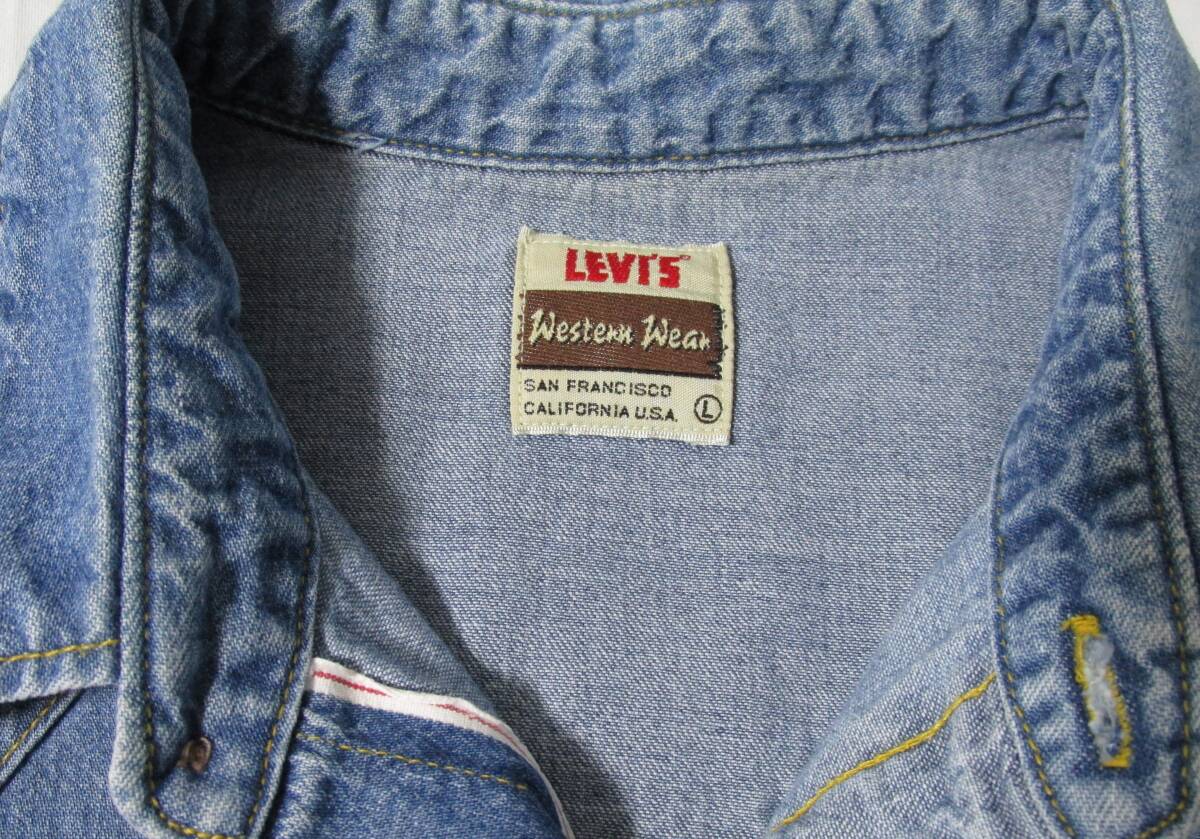 LEVI'S
Western Wear
SAN FRANCISCO
CALIFORNIA U.S.A. L